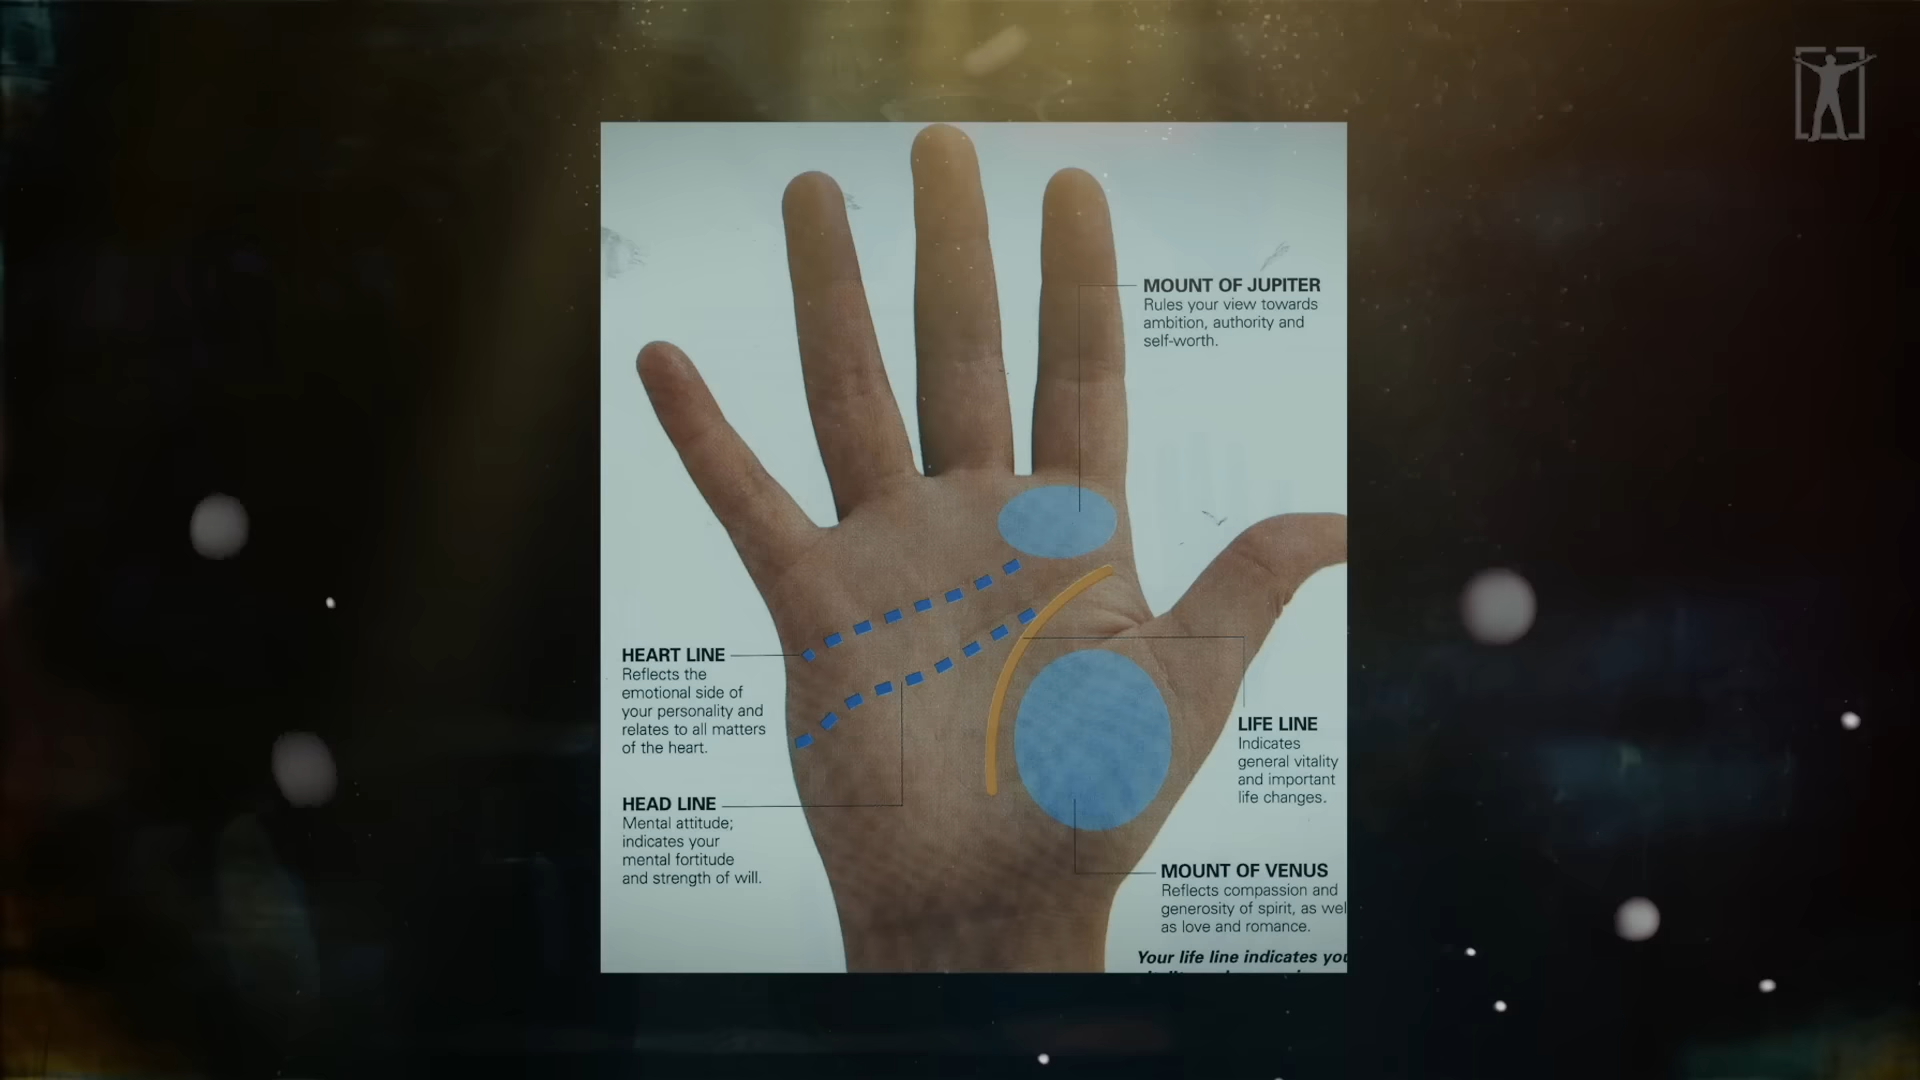 MOUNT OF JUPITER
Rules your view towards
ambition, authority and
self-worth.
HEART LINE
Reflects the
emotional side of
your personality and
relates to all matters
of the heart.
HEAD LINE
Mental attitude;
indicates your
mental fortitude
and strength of will.
LIFE LINE
Indicates
general vitality
and important
life changes.
MOUNT OF VENUS
Reflects compassion and
generosity of spirit, as wel
as love and romance.
Your life line indicates you